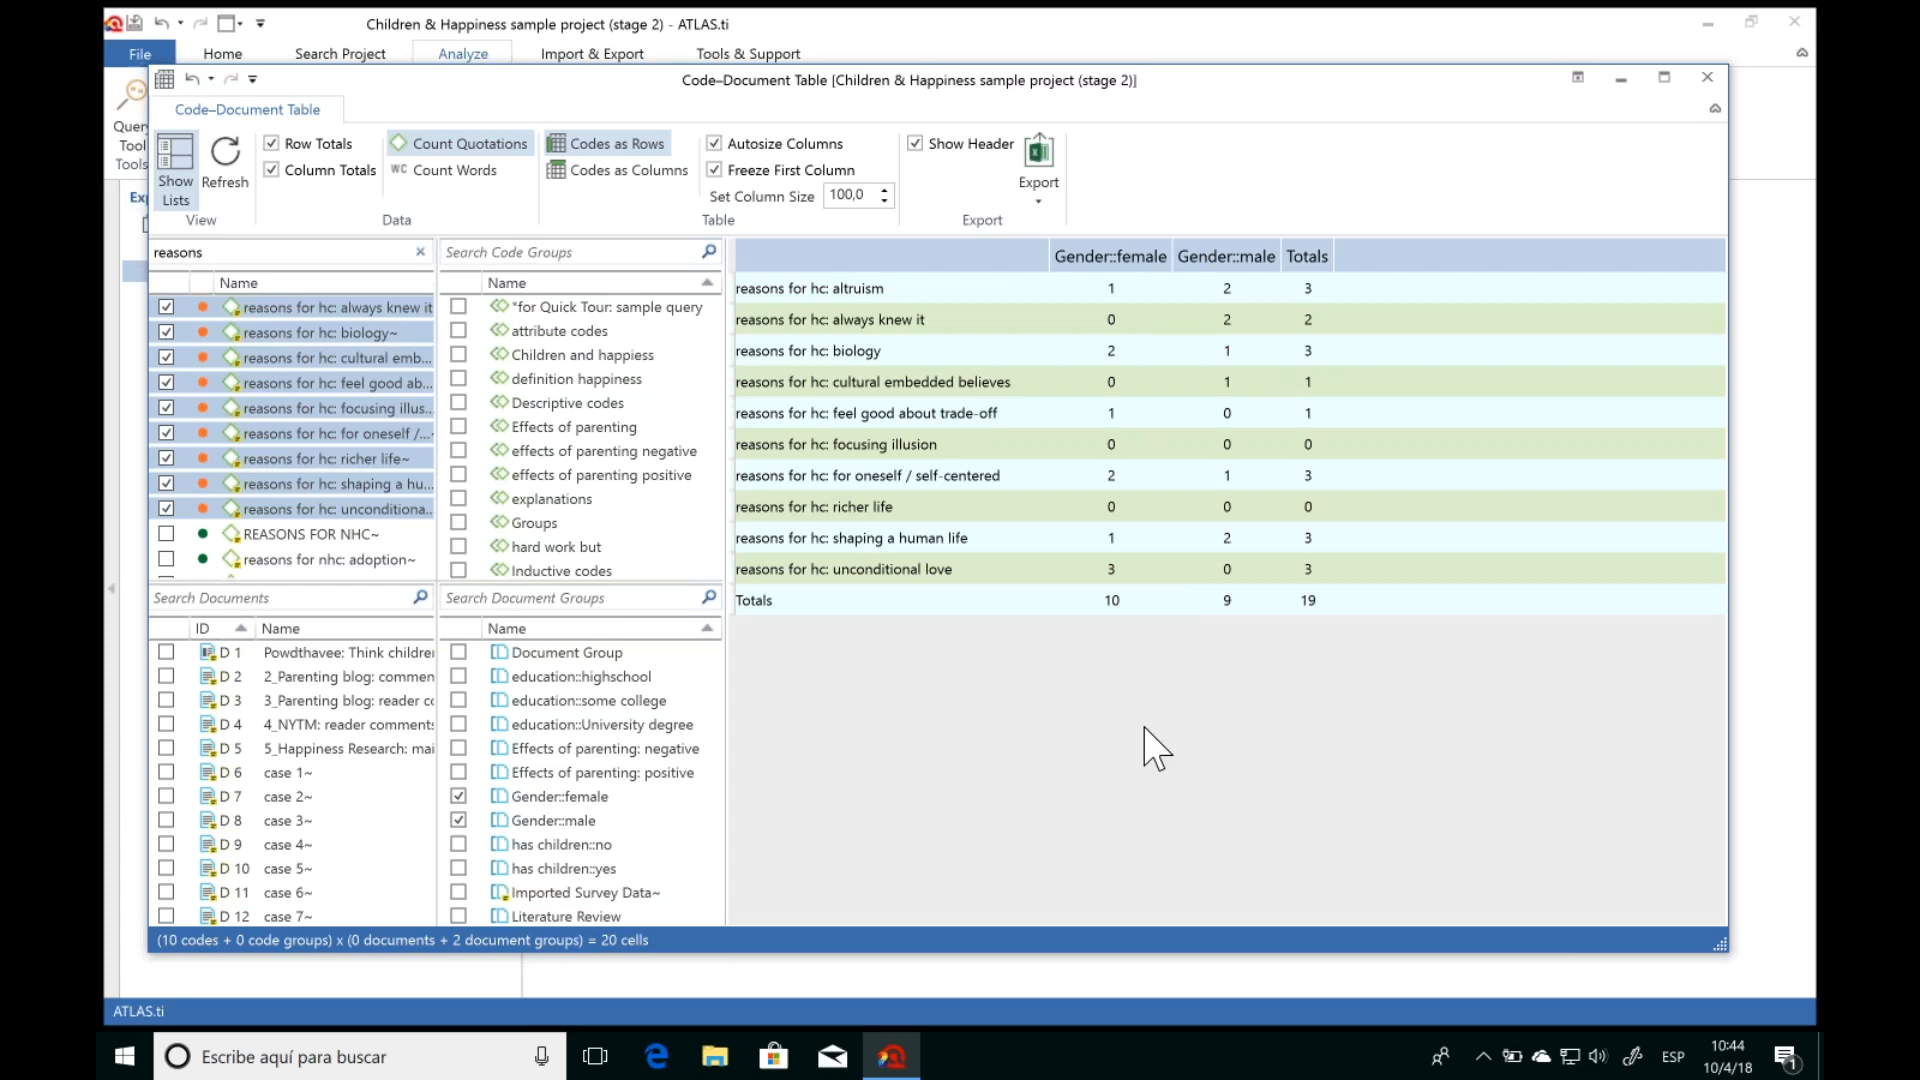 Children & Happiness sample project (stage 2) - ATLAS.ti
File Home Search Project Analyze Import & Export Tools & Support
Code–Document Table [Children & Happiness sample project (stage 2)]
Code–Document Table
Query
Tool
Tools
Show
Lists
Refresh
View
Row Totals
Column Totals
Count Quotations
WC Count Words
Data
Codes as Rows
Codes as Columns
Autosize Columns
Freeze First Column
Set Column Size 100,0
Table
Show Header
Export
Export
reasons
Name
reasons for hc: always knew it
reasons for hc: biology~
reasons for hc: cultural emb...
reasons for hc: feel good ab...
reasons for hc: focusing illus...
reasons for hc: for oneself /...
reasons for hc: richer life~
reasons for hc: shaping a hu...
reasons for hc: unconditiona...
REASONS FOR NHC~
reasons for nhc: adoption~
Search Code Groups
Name
*for Quick Tour: sample query
attribute codes
Children and happiess
definition happiness
Descriptive codes
Effects of parenting
effects of parenting negative
effects of parenting positive
explanations
Groups
hard work but
Inductive codes
Search Documents
ID Name
D 1 Powdthavee: Think childre
D 2 2_Parenting blog: commen
D 3 3_Parenting blog: reader co
D 4 4_NYTM: reader comments
D 5 5_Happiness Research: mai
D 6 case 1~
D 7 case 2~
D 8 case 3~
D 9 case 4~
D 10 case 5~
D 11 case 6~
D 12 case 7~
Search Document Groups
Name
Document Group
education::highschool
education::some college
education::University degree
Effects of parenting: negative
Effects of parenting: positive
Gender::female
Gender::male
has children::no
has children::yes
Imported Survey Data~
Literature Review
Gender::female Gender::male Totals
reasons for hc: altruism 1 2 3
reasons for hc: always knew it 0 2 2
reasons for hc: biology 2 1 3
reasons for hc: cultural embedded believes 0 1 1
reasons for hc: feel good about trade-off 1 0 1
reasons for hc: focusing illusion 0 0 0
reasons for hc: for oneself / self-centered 2 1 3
reasons for hc: richer life 0 0 0
reasons for hc: shaping a human life 1 2 3
reasons for hc: unconditional love 3 0 3
Totals 10 9 19
(10 codes + 0 code groups) x (0 documents + 2 document groups) = 20 cells
ATLAS.ti
Escribe aquí para buscar
ESP
10:44
10/4/18
1